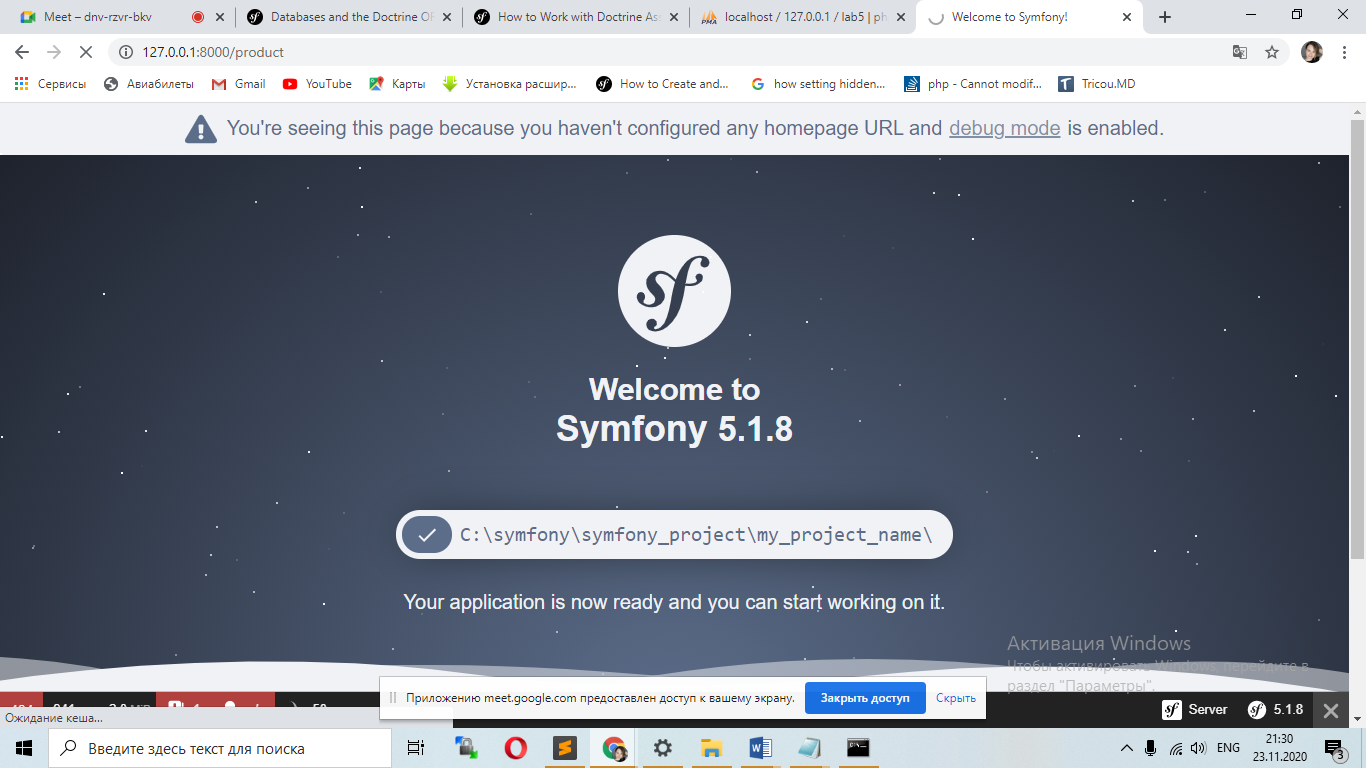 Meet – dnv-rzvr-bkv
Databases and the Doctrine OR
How to Work with Doctrine Ass
localhost / 127.0.0.1 / lab5 | ph
Welcome to Symfony!
127.0.0.1:8000/product
Сервисы
Авиабилеты
Gmail
YouTube
Карты
Установка расшир...
How to Create and...
how setting hidden...
php - Cannot modif...
Tricou.MD
You're seeing this page because you haven't configured any homepage URL and debug mode is enabled.
Welcome to
Symfony 5.1.8
C:\symfony\symfony_project\my_project_name\
Your application is now ready and you can start working on it.
Активация Windows
Чтобы активировать Windows, перейдите в
раздел "Параметры".
Приложению meet.google.com предоставлен доступ к вашему экрану.
Закрыть доступ
Скрыть
Server
5.1.8
Ожидание кеша...
Введите здесь текст для поиска
ENG
21:30
23.11.2020
3